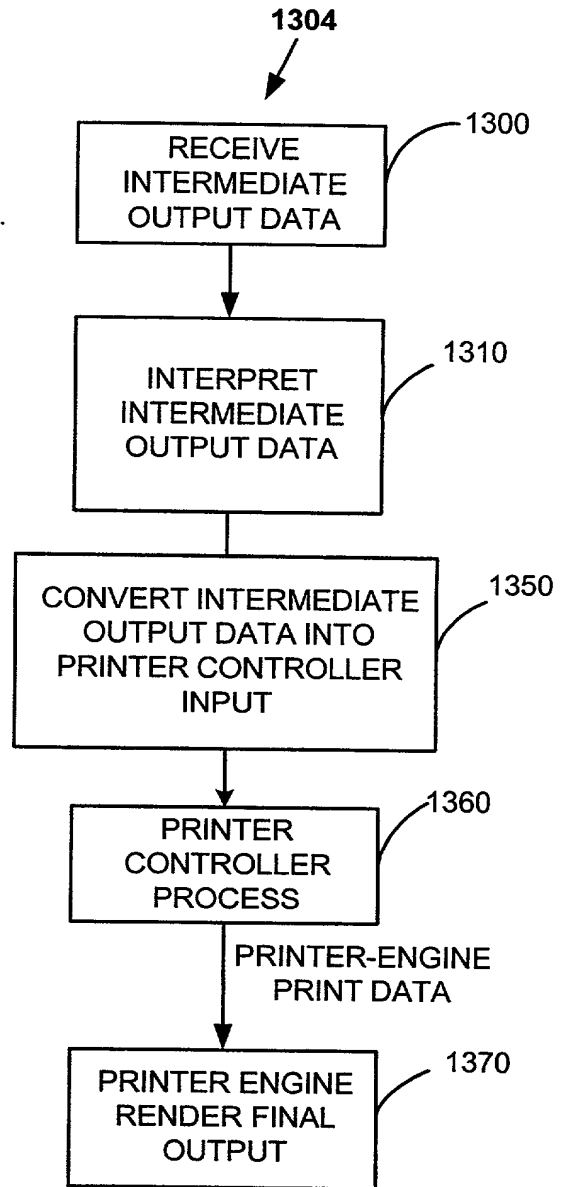 1304
1300
RECEIVE
INTERMEDIATE
OUTPUT DATA
1310
INTERPRET
INTERMEDIATE
OUTPUT DATA
1350
CONVERT INTERMEDIATE
OUTPUT DATA INTO
PRINTER CONTROLLER
INPUT
1360
PRINTER
CONTROLLER
PROCESS
PRINTER-ENGINE
PRINT DATA
1370
PRINTER ENGINE
RENDER FINAL
OUTPUT